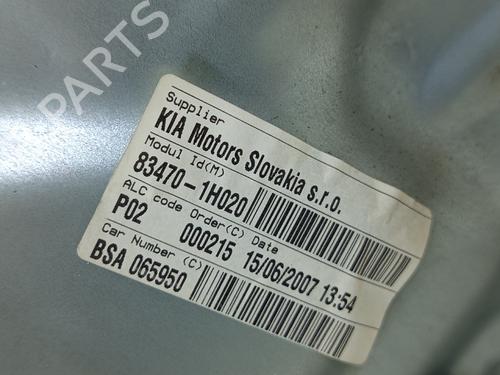 PARTS
Supplier
KIA Motors Slovakia s.r.o.
Modul Id(M)
83470-1H020
ALC code Order(C) Date
P02 000215 15/06/2007 13:54
Car Number (C)
BSA 065950